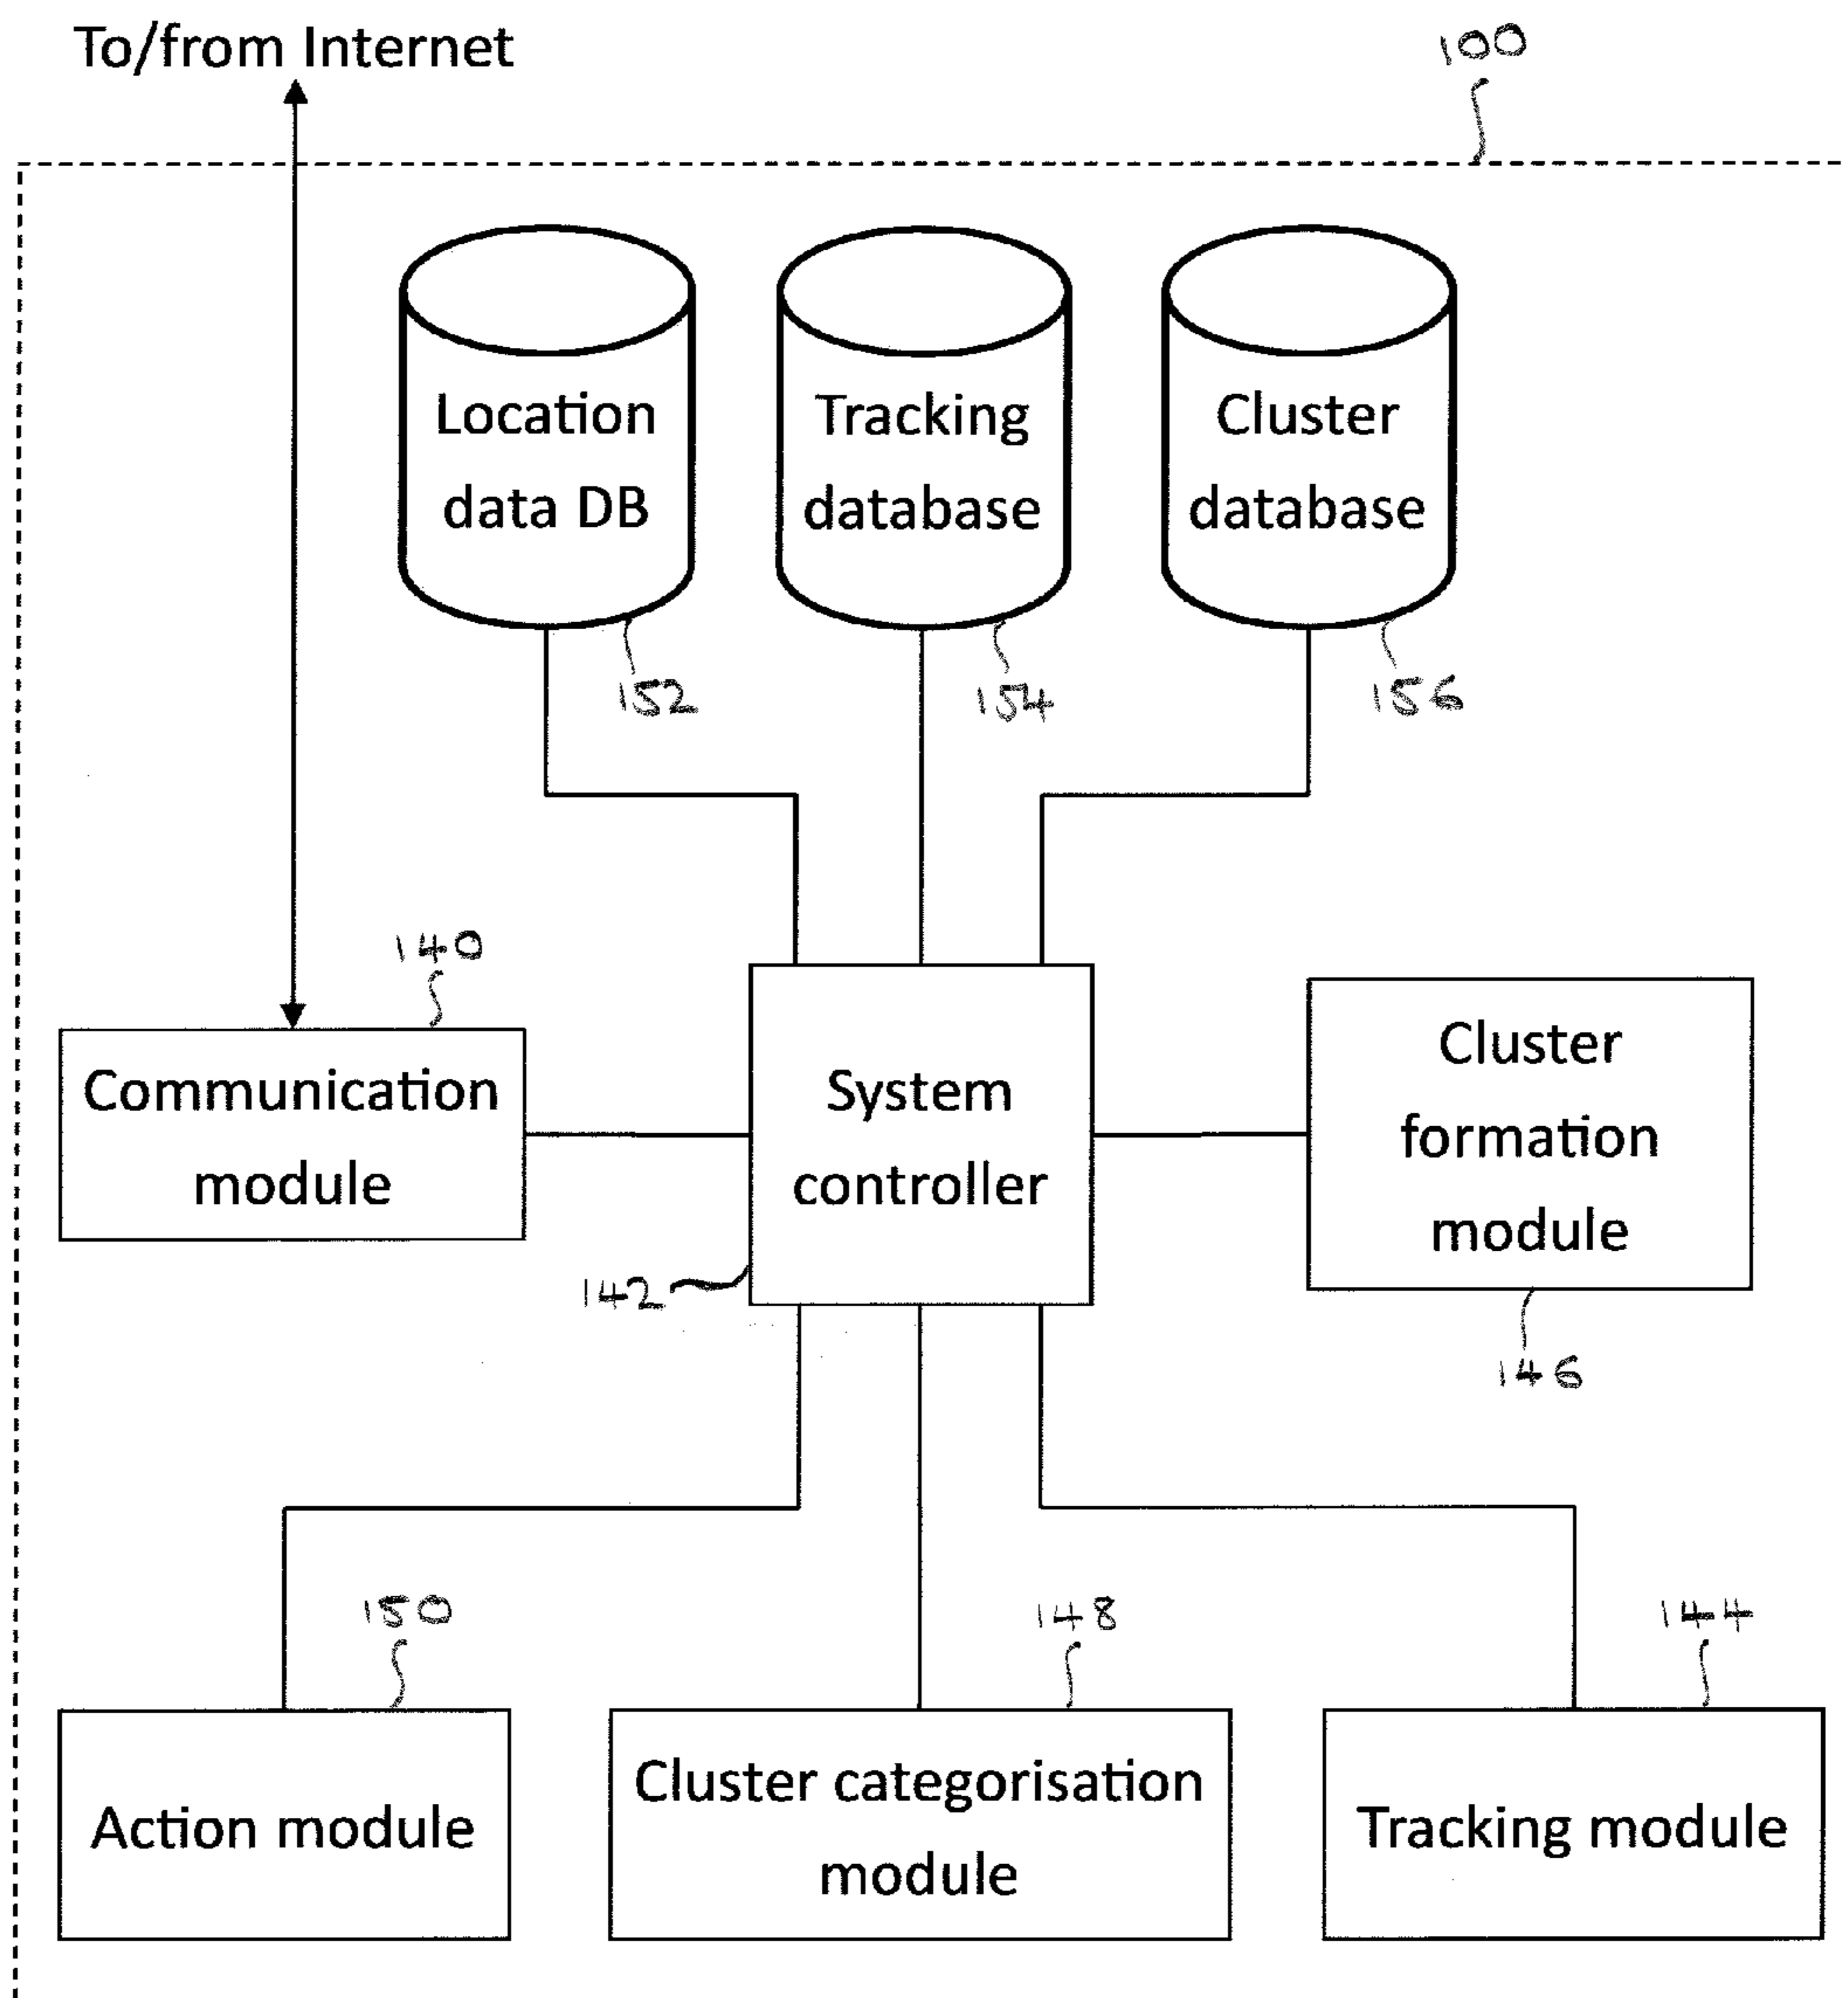 To/from Internet
100
Location
data DB
Tracking
database
Cluster
database
152
154
156
140
Communication
module
System
controller
Cluster
formation
module
142
146
150
148
144
Action module
Cluster categorisation
module
Tracking module